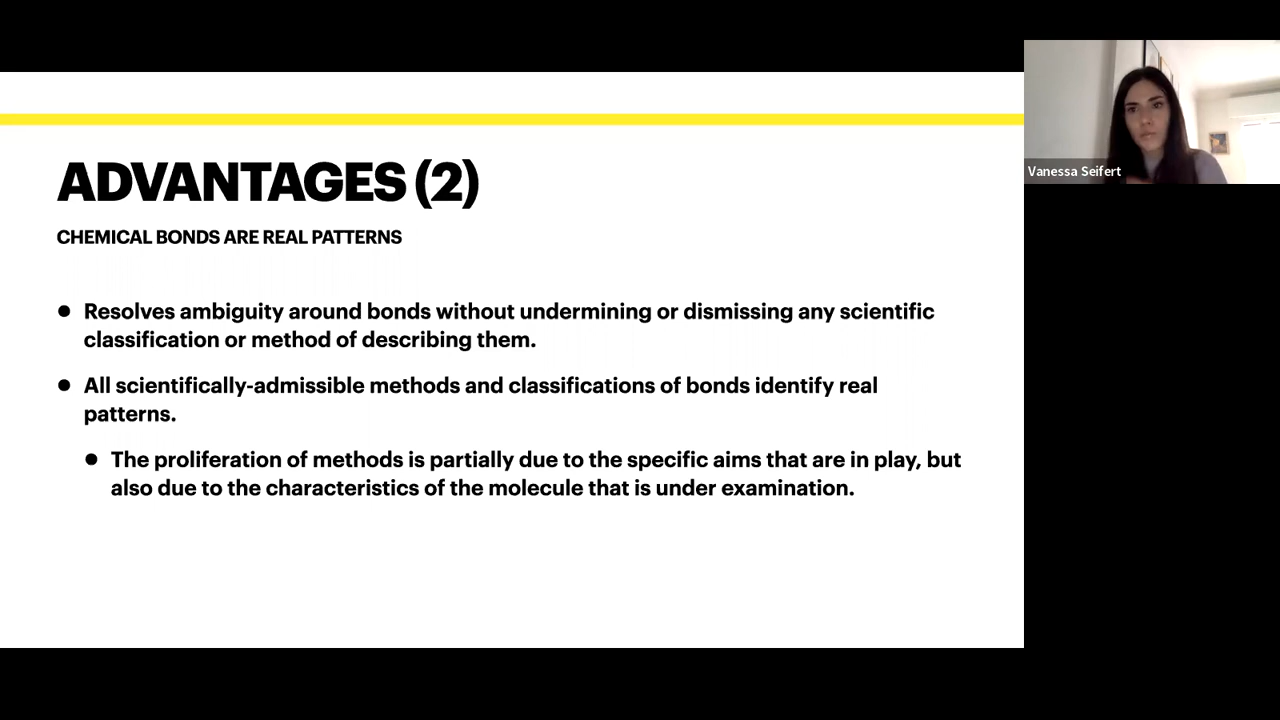 ADVANTAGES (2)
CHEMICAL BONDS ARE REAL PATTERNS
● Resolves ambiguity around bonds without undermining or dismissing any scientific
classification or method of describing them.
● All scientifically-admissible methods and classifications of bonds identify real
patterns.
● The proliferation of methods is partially due to the specific aims that are in play, but
also due to the characteristics of the molecule that is under examination.
Vanessa Seifert